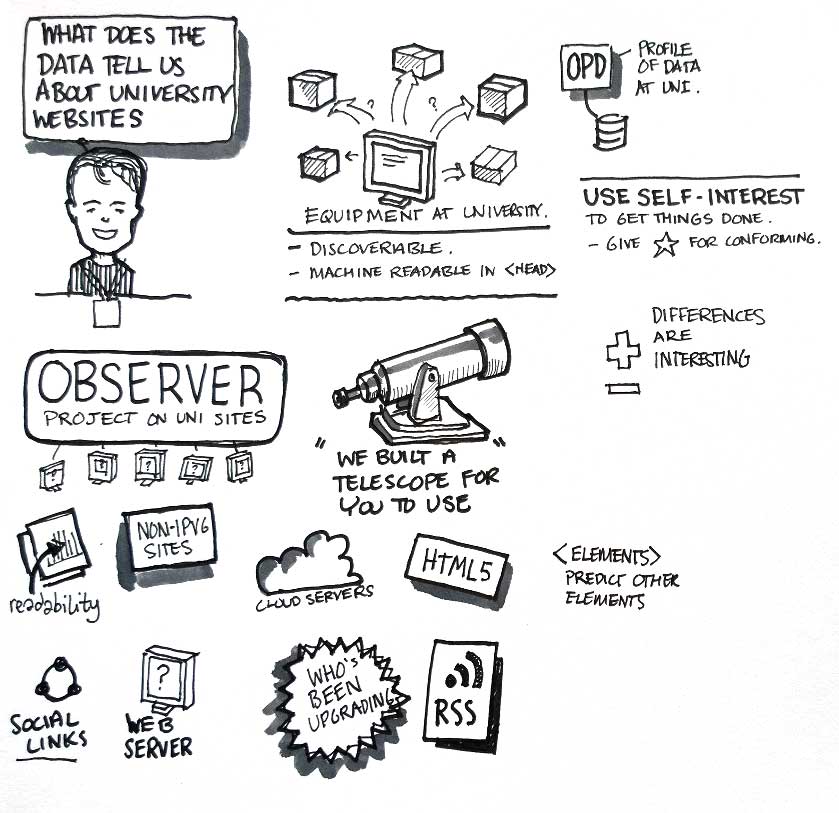 WHAT DOES THE
DATA TELL US
ABOUT UNIVERSITY
WEBSITES
?
?
EQUIPMENT AT UNIVERSITY.
- DISCOVERABLE.
- MACHINE READABLE IN <HEAD>
OPD
PROFILE
OF DATA
AT UNI.
USE SELF-INTEREST
TO GET THINGS DONE.
- GIVE ☆ FOR CONFORMING.
DIFFERENCES
ARE
INTERESTING
OBSERVER
PROJECT ON UNI SITES
? ? ? ? ?
"WE BUILT A
TELESCOPE FOR
YOU TO USE"
readability
NON-IPV6
SITES
CLOUD SERVERS
HTML5
<ELEMENTS>
PREDICT OTHER
ELEMENTS
SOCIAL
LINKS
?
WEB
SERVER
WHO'S
BEEN
UPGRADING
RSS